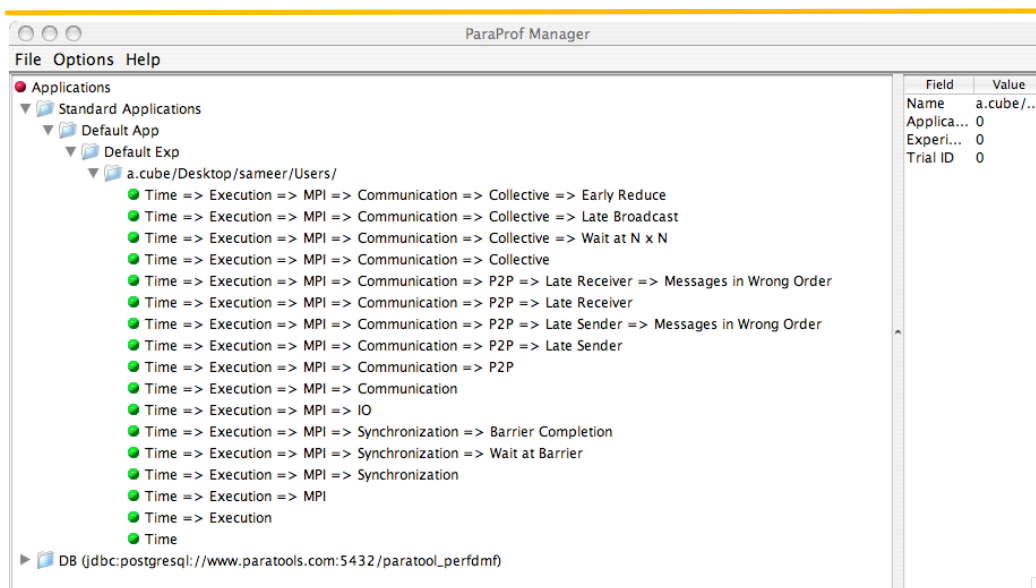 ParaProf Manager
File Options Help
Applications
Standard Applications
Default App
Default Exp
a.cube/Desktop/sameer/Users/
Time => Execution => MPI => Communication => Collective => Early Reduce
Time => Execution => MPI => Communication => Collective => Late Broadcast
Time => Execution => MPI => Communication => Collective => Wait at N x N
Time => Execution => MPI => Communication => Collective
Time => Execution => MPI => Communication => P2P => Late Receiver => Messages in Wrong Order
Time => Execution => MPI => Communication => P2P => Late Receiver
Time => Execution => MPI => Communication => P2P => Late Sender => Messages in Wrong Order
Time => Execution => MPI => Communication => P2P => Late Sender
Time => Execution => MPI => Communication => P2P
Time => Execution => MPI => Communication
Time => Execution => MPI => IO
Time => Execution => MPI => Synchronization => Barrier Completion
Time => Execution => MPI => Synchronization => Wait at Barrier
Time => Execution => MPI => Synchronization
Time => Execution => MPI
Time => Execution
Time
DB (jdbc:postgresql://www.paratools.com:5432/paratool_perfdmf)
Field Value
Name a.cube/...
Applica... 0
Experi... 0
Trial ID 0